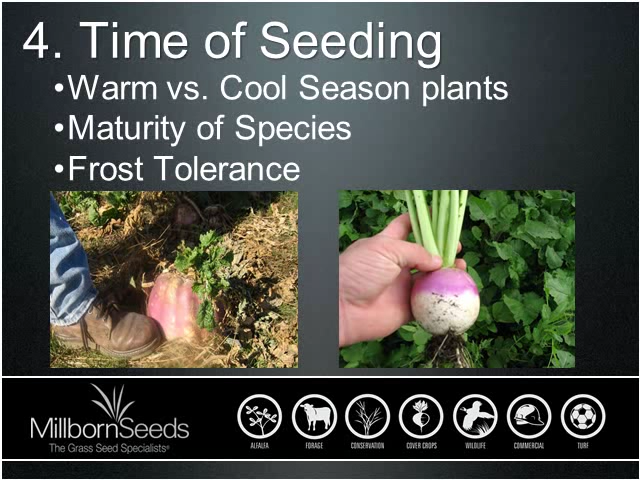 4. Time of Seeding
•Warm vs. Cool Season plants
•Maturity of Species
•Frost Tolerance
MillbornSeeds
The Grass Seed Specialists®
ALFALFA FORAGE CONSERVATION COVER CROPS WILDLIFE COMMERCIAL TURF